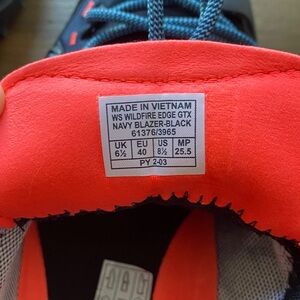 MADE IN VIETNAM
WS WILDFIRE EDGE GTX
NAVY BLAZER-BLACK
61376/3965
UK EU US MP
6½ 40 8½ 25.5
PY 2-03